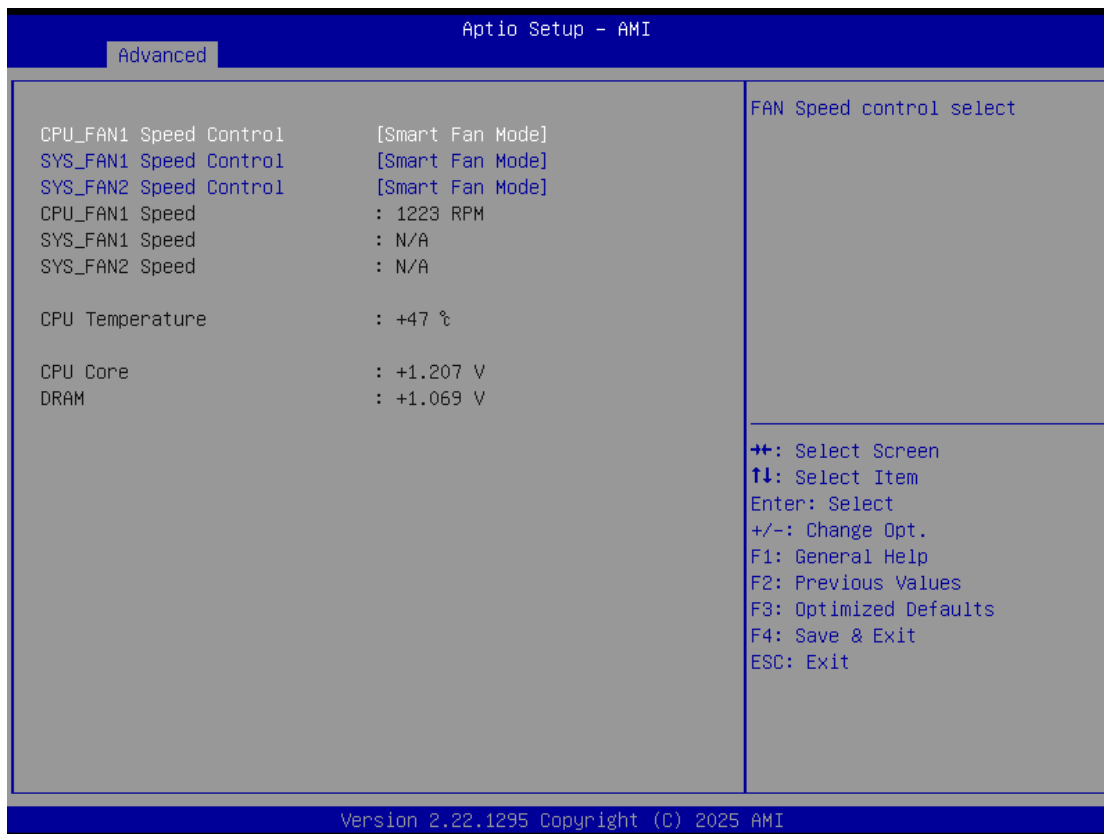 Aptio Setup - AMI
Advanced
CPU_FAN1 Speed Control [Smart Fan Mode]
SYS_FAN1 Speed Control [Smart Fan Mode]
SYS_FAN2 Speed Control [Smart Fan Mode]
CPU_FAN1 Speed : 1223 RPM
SYS_FAN1 Speed : N/A
SYS_FAN2 Speed : N/A
CPU Temperature : +47 ℃
CPU Core : +1.207 V
DRAM : +1.069 V
FAN Speed control select
→←: Select Screen
↑↓: Select Item
Enter: Select
+/-: Change Opt.
F1: General Help
F2: Previous Values
F3: Optimized Defaults
F4: Save & Exit
ESC: Exit
Version 2.22.1295 Copyright (C) 2025 AMI